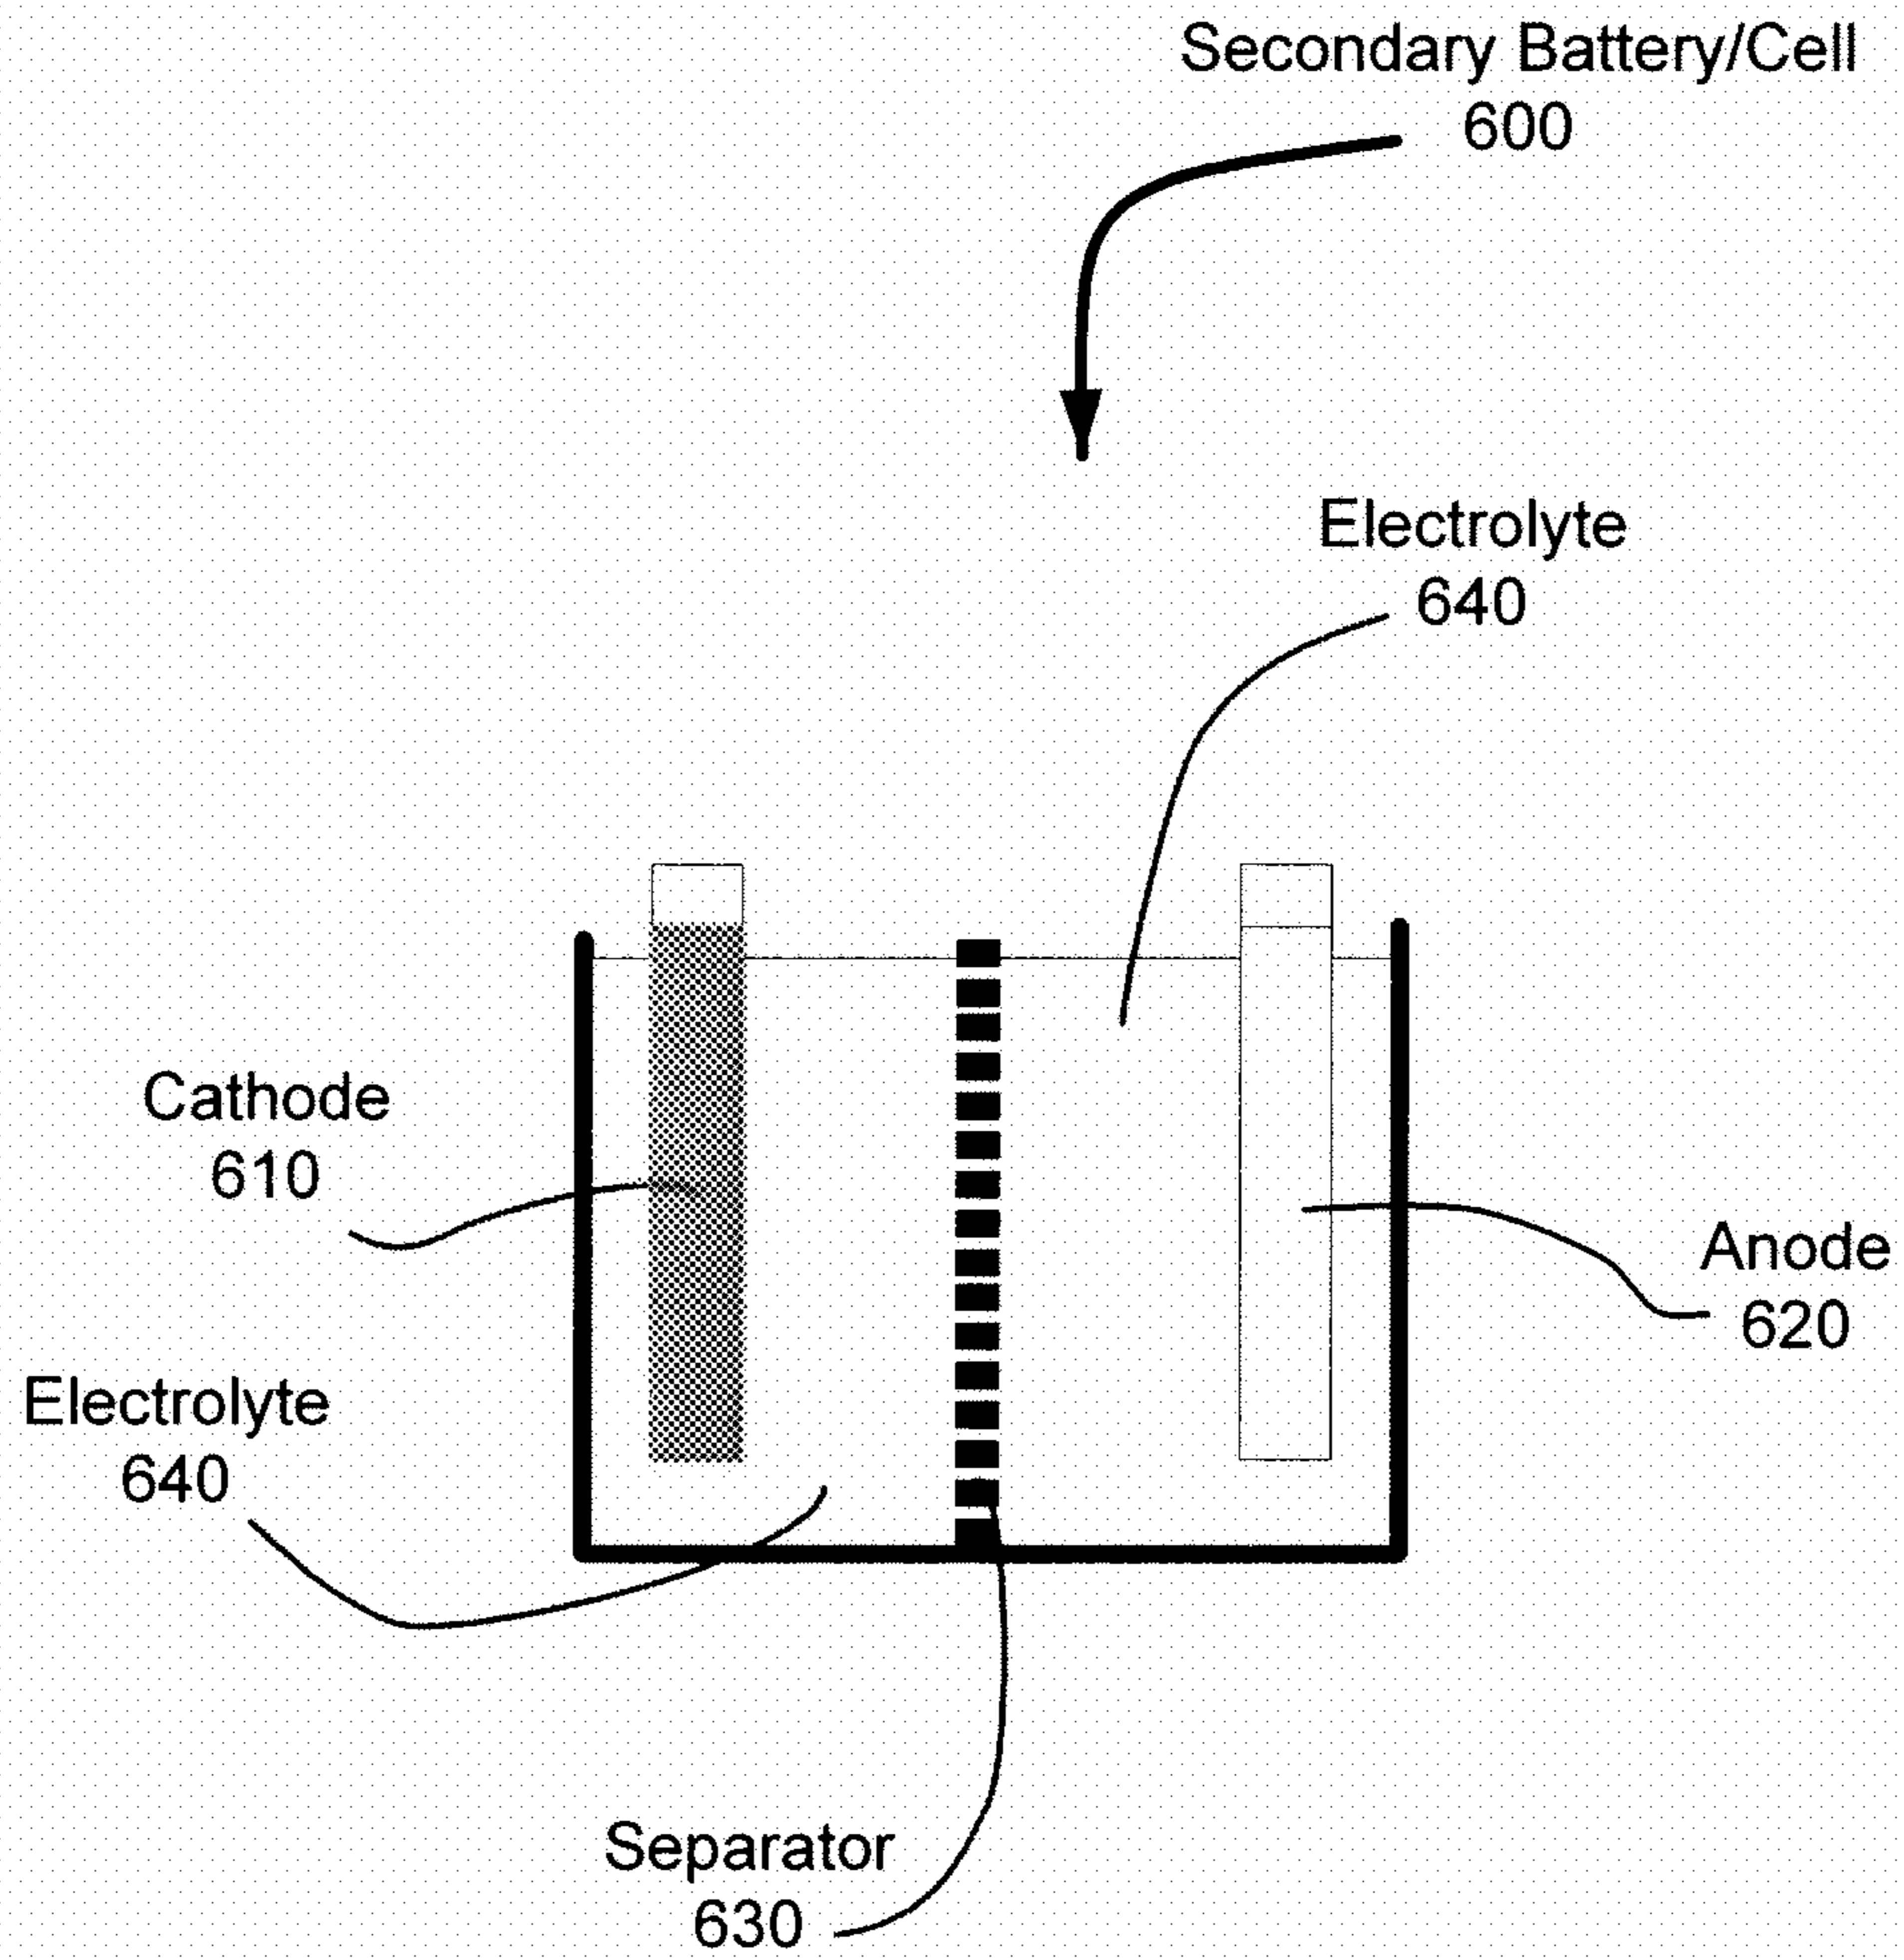 Secondary Battery/Cell
600
Electrolyte
640
Cathode
610
Anode
620
Electrolyte
640
Separator
630